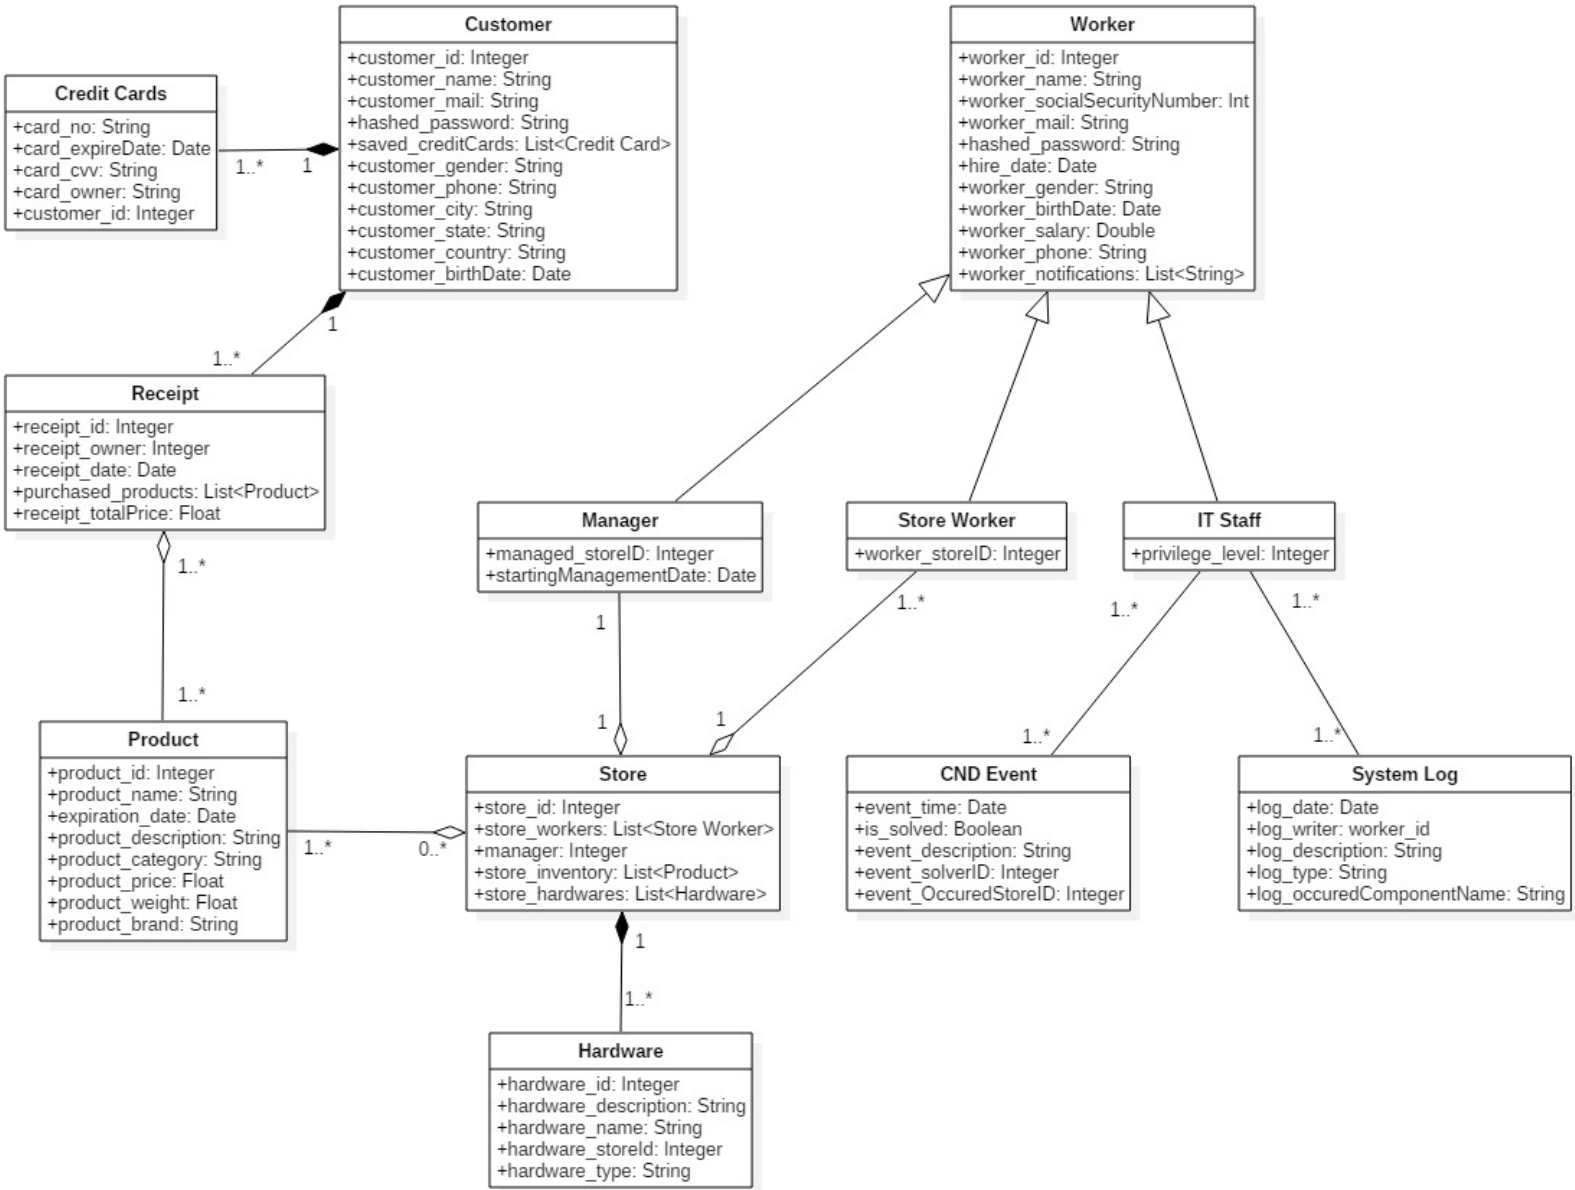 Customer
+customer_id: Integer
+customer_name: String
+customer_mail: String
+hashed_password: String
+saved_creditCards: List<Credit Card>
+customer_gender: String
+customer_phone: String
+customer_city: String
+customer_state: String
+customer_country: String
+customer_birthDate: Date
Worker
+worker_id: Integer
+worker_name: String
+worker_socialSecurityNumber: Int
+worker_mail: String
+hashed_password: String
+hire_date: Date
+worker_gender: String
+worker_birthDate: Date
+worker_salary: Double
+worker_phone: String
+worker_notifications: List<String>
Credit Cards
+card_no: String
+card_expireDate: Date
+card_cvv: String
+card_owner: String
+customer_id: Integer
1..*
1
1
1..*
Receipt
+receipt_id: Integer
+receipt_owner: Integer
+receipt_date: Date
+purchased_products: List<Product>
+receipt_totalPrice: Float
1..*
1..*
Manager
+managed_storeID: Integer
+startingManagementDate: Date
Store Worker
+worker_storeID: Integer
IT Staff
+privilege_level: Integer
1
1..*
1..*
1..*
1
1
1..*
1..*
Product
+product_id: Integer
+product_name: String
+expiration_date: Date
+product_description: String
+product_category: String
+product_price: Float
+product_weight: Float
+product_brand: String
1..*
0..*
Store
+store_id: Integer
+store_workers: List<Store Worker>
+manager: Integer
+store_inventory: List<Product>
+store_hardwares: List<Hardware>
CND Event
+event_time: Date
+is_solved: Boolean
+event_description: String
+event_solverID: Integer
+event_OccuredStoreID: Integer
System Log
+log_date: Date
+log_writer: worker_id
+log_description: String
+log_type: String
+log_occuredComponentName: String
1
1..*
Hardware
+hardware_id: Integer
+hardware_description: String
+hardware_name: String
+hardware_storeId: Integer
+hardware_type: String